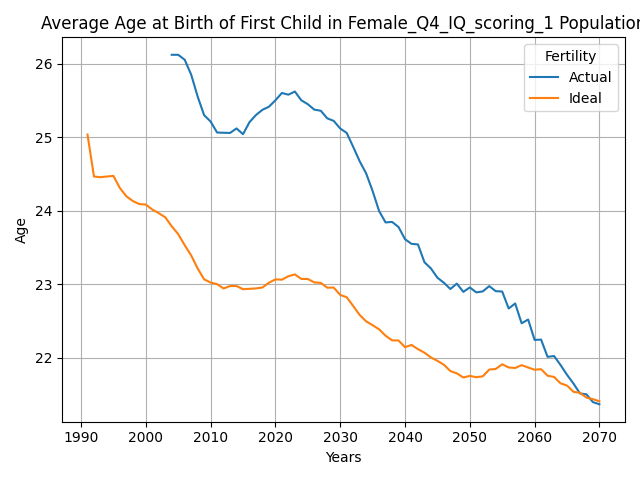 Average Age at Birth of First Child in Female_Q4_IQ_scoring_1 Population
Fertility
Actual
Ideal
26
25
24
23
22
Age
1990 2000 2010 2020 2030 2040 2050 2060 2070
Years